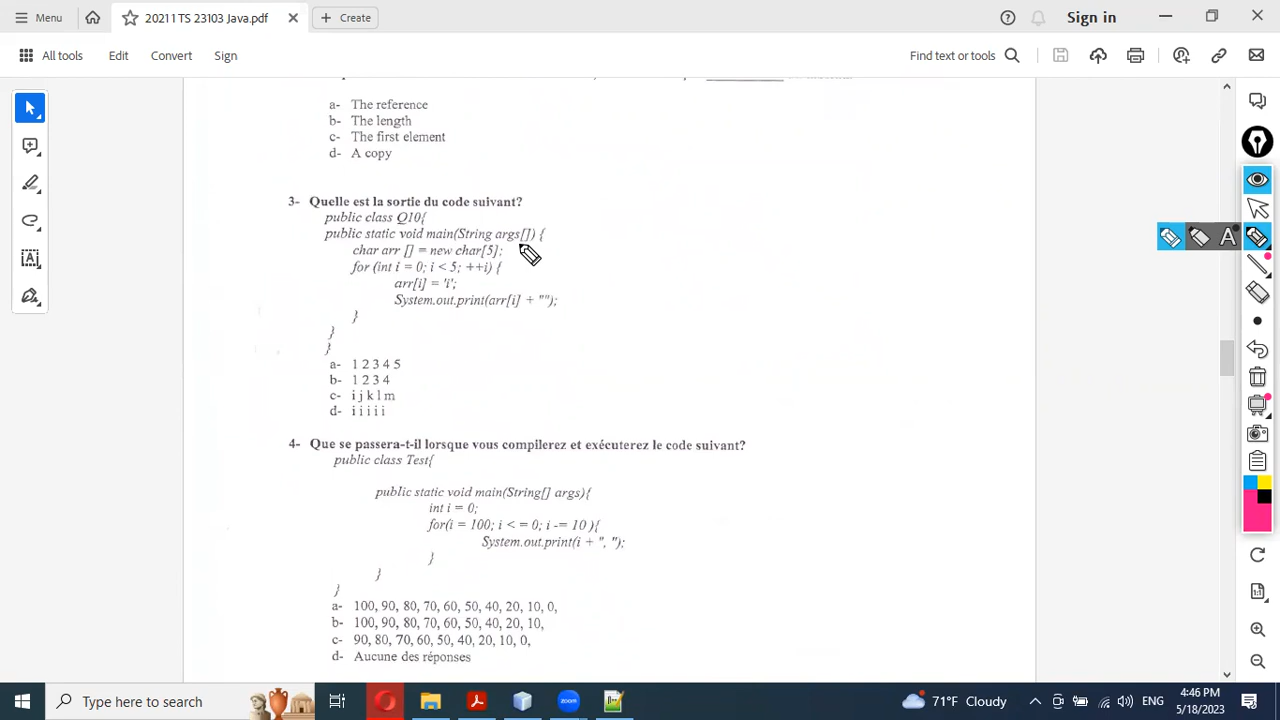 Menu
20211 TS 23103 Java.pdf
Create
Sign in
All tools
Edit
Convert
Sign
Find text or tools
a- The reference
b- The length
c- The first element
d- A copy
3- Quelle est la sortie du code suivant?
public class Q10{
public static void main(String args[]) {
char arr [] = new char[5];
for (int i = 0; i < 5; ++i) {
arr[i] = 'i';
System.out.print(arr[i] + "");
}
}
}
a- 1 2 3 4 5
b- 1 2 3 4
c- i j k l m
d- i i i i i
4- Que se passera-t-il lorsque vous compilerez et exécuterez le code suivant?
public class Test{
public static void main(String[] args){
int i = 0;
for(i = 100; i < = 0; i -= 10 ){
System.out.print(i + ", ");
}
}
}
a- 100, 90, 80, 70, 60, 50, 40, 20, 10, 0,
b- 100, 90, 80, 70, 60, 50, 40, 20, 10,
c- 90, 80, 70, 60, 50, 40, 20, 10, 0,
d- Aucune des réponses
A
Type here to search
71°F Cloudy
ENG
4:46 PM
5/18/2023